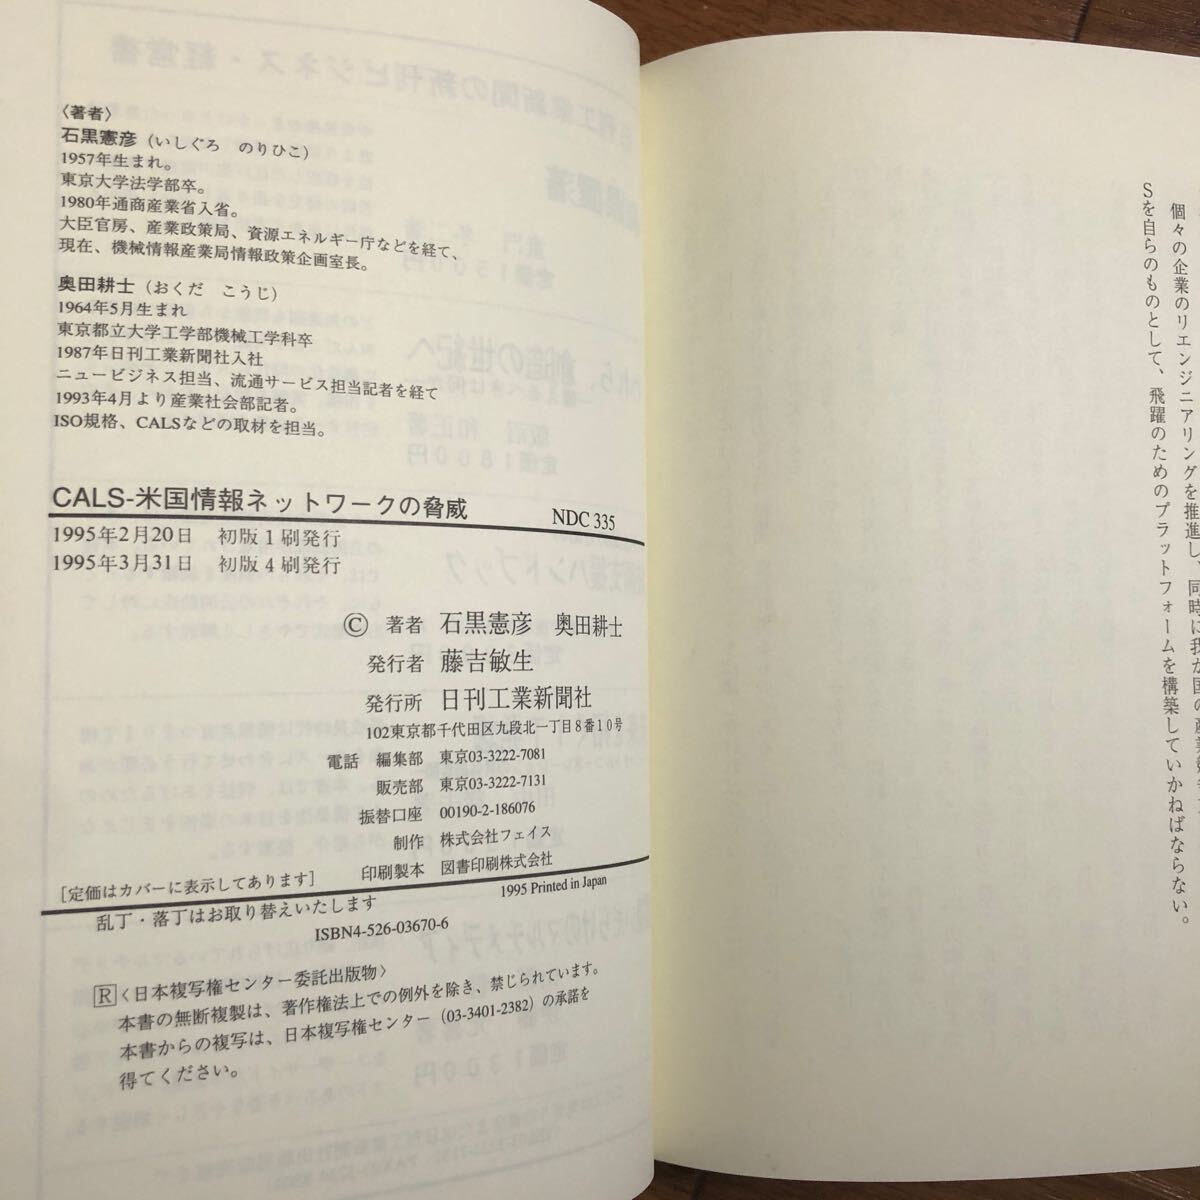 個々の企業のリエンジニアリングを推進し、同時に我が国の産業
Sを自らのものとして、飛躍のためのプラットフォームを構築していかねばならない。
〈著者〉
石黒憲彦（いしぐろ　のりひこ）
1957年生まれ。
東京大学法学部卒。
1980年通商産業省入省。
大臣官房、産業政策局、資源エネルギー庁などを経て、
現在、機械情報産業局情報政策企画室長。
奥田耕士（おくだ　こうじ）
1964年5月生まれ
東京都立大学工学部機械工学科卒
1987年日刊工業新聞社入社
ニュービジネス担当、流通サービス担当記者を経て
1993年4月より産業社会部記者。
ISO規格、CALSなどの取材を担当。
CALS-米国情報ネットワークの脅威
NDC 335
1995年2月20日　初版1刷発行
1995年3月31日　初版4刷発行
Ⓒ 著者　石黒憲彦　奥田耕士
発行者　藤吉敏生
発行所　日刊工業新聞社
102東京都千代田区九段北一丁目8番10号
電話　編集部　東京03-3222-7081
販売部　東京03-3222-7131
振替口座　00190-2-186076
制作　株式会社フェイス
印刷製本　図書印刷株式会社
［定価はカバーに表示してあります］
1995 Printed in Japan
乱丁・落丁はお取り替えいたします
ISBN4-526-03670-6
R〈日本複写権センター委託出版物〉
本書の無断複製は、著作権法上での例外を除き、禁じられています。
本書からの複写は、日本複写権センター（03-3401-2382）の承諾を
得てください。